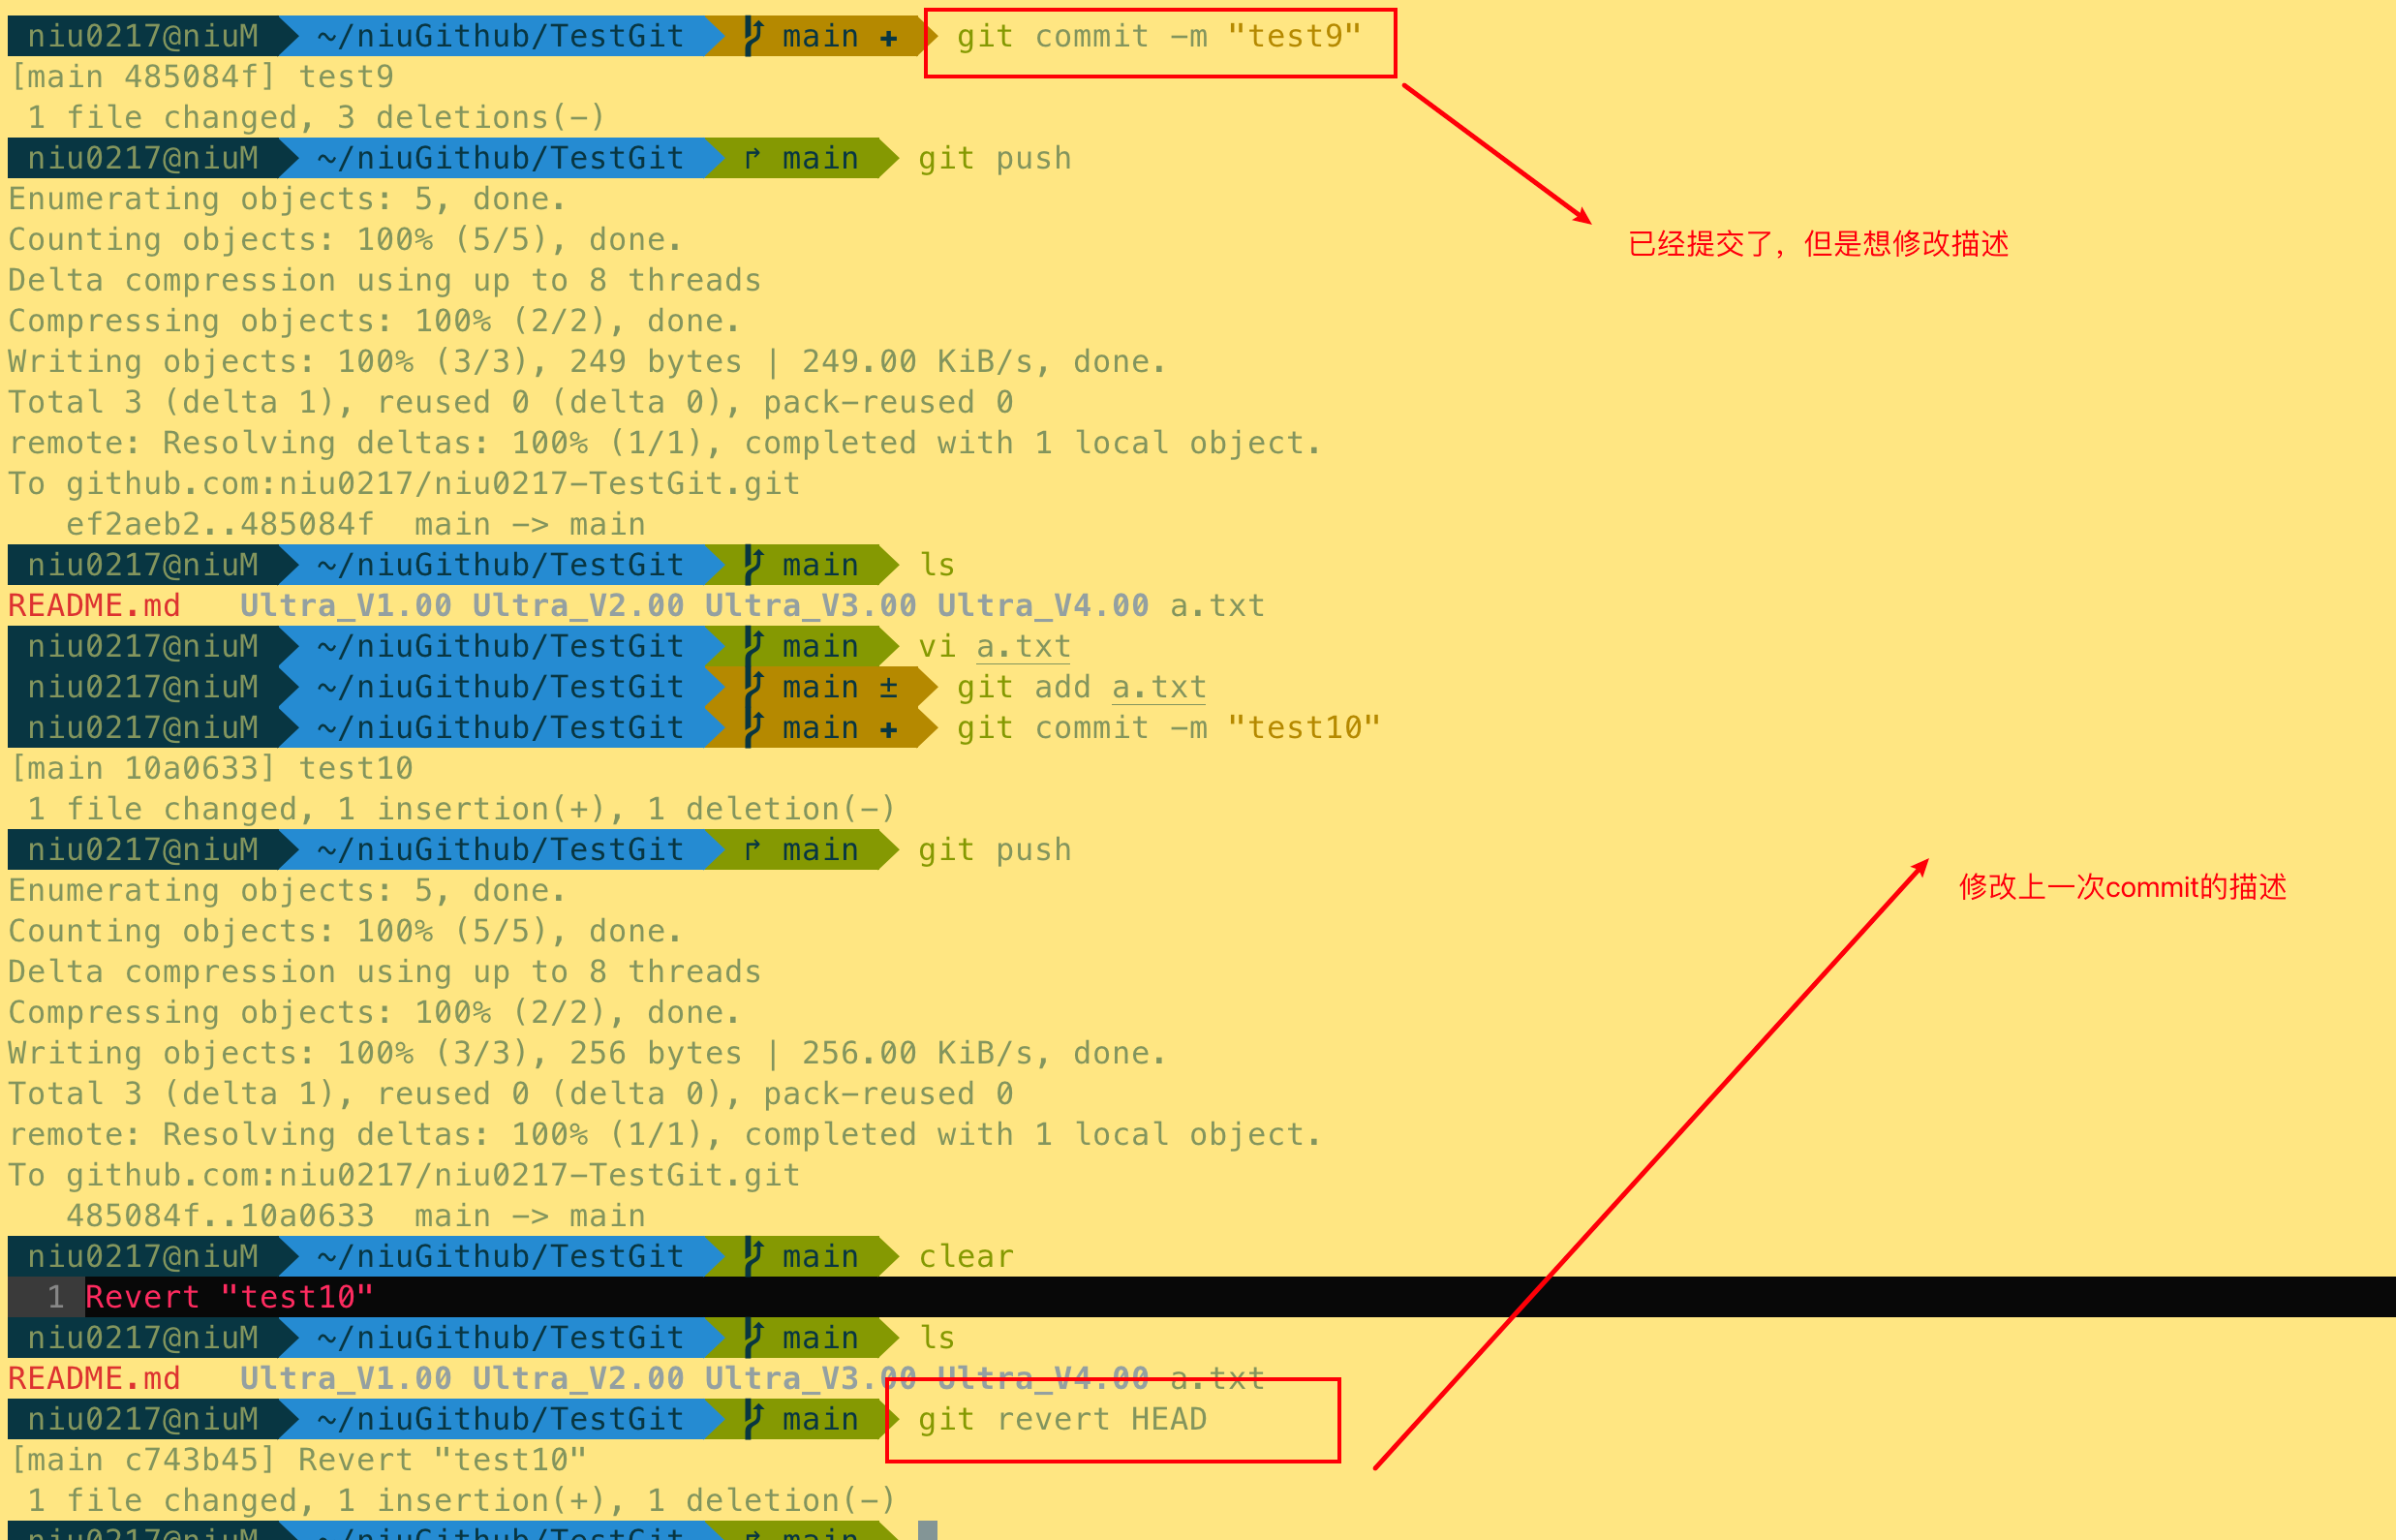 niu0217@niuM ~/niuGithub/TestGit main ✚ git commit -m "test9"
[main 485084f] test9
1 file changed, 3 deletions(-)
niu0217@niuM ~/niuGithub/TestGit ↱ main git push
Enumerating objects: 5, done.
Counting objects: 100% (5/5), done.
已经提交了，但是想修改描述
Delta compression using up to 8 threads
Compressing objects: 100% (2/2), done.
Writing objects: 100% (3/3), 249 bytes | 249.00 KiB/s, done.
Total 3 (delta 1), reused 0 (delta 0), pack-reused 0
remote: Resolving deltas: 100% (1/1), completed with 1 local object.
To github.com:niu0217/niu0217-TestGit.git
ef2aeb2..485084f main -> main
niu0217@niuM ~/niuGithub/TestGit main ls
README.md Ultra_V1.00 Ultra_V2.00 Ultra_V3.00 Ultra_V4.00 a.txt
niu0217@niuM ~/niuGithub/TestGit main vi a.txt
niu0217@niuM ~/niuGithub/TestGit main ± git add a.txt
niu0217@niuM ~/niuGithub/TestGit main ✚ git commit -m "test10"
[main 10a0633] test10
1 file changed, 1 insertion(+), 1 deletion(-)
niu0217@niuM ~/niuGithub/TestGit ↱ main git push
Enumerating objects: 5, done.
修改上一次commit的描述
Counting objects: 100% (5/5), done.
Delta compression using up to 8 threads
Compressing objects: 100% (2/2), done.
Writing objects: 100% (3/3), 256 bytes | 256.00 KiB/s, done.
Total 3 (delta 1), reused 0 (delta 0), pack-reused 0
remote: Resolving deltas: 100% (1/1), completed with 1 local object.
To github.com:niu0217/niu0217-TestGit.git
485084f..10a0633 main -> main
niu0217@niuM ~/niuGithub/TestGit main clear
1 Revert "test10"
niu0217@niuM ~/niuGithub/TestGit main ls
README.md Ultra_V1.00 Ultra_V2.00 Ultra_V3.00 Ultra_V4.00 a.txt
niu0217@niuM ~/niuGithub/TestGit main git revert HEAD
[main c743b45] Revert "test10"
1 file changed, 1 insertion(+), 1 deletion(-)
niu0217@niuM ~/niuGithub/TestGit ↱ main